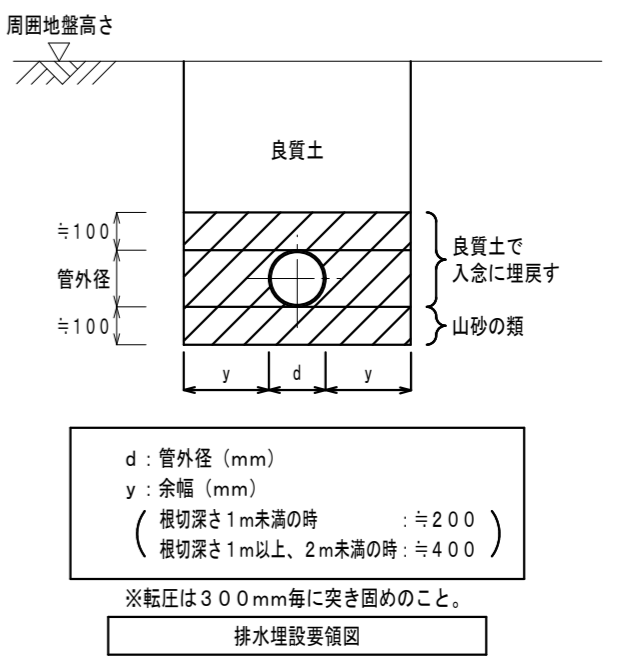 周囲地盤高さ
良質土
≒100
管外径
≒100
良質土で
入念に埋戻す
山砂の類
y d y
d：管外径（mm）
y：余幅（mm）
根切深さ1m未満の時 ：≒200
根切深さ1m以上、2m未満の時：≒400
※転圧は300mm毎に突き固めのこと。
排水埋設要領図